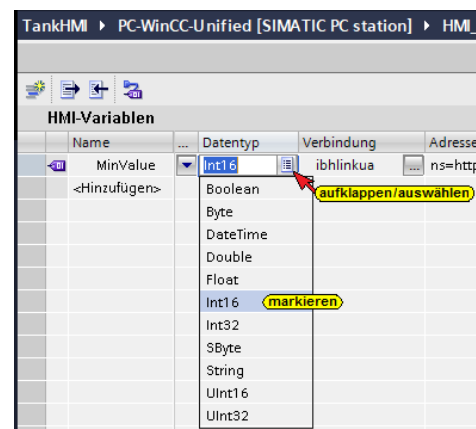 TankHMI ▸ PC-WinCC-Unified [SIMATIC PC station] ▸ HMI_
HMI-Variablen
Name ... Datentyp Verbindung Adresse
MinValue Int16 ibhlinkua ... ns=http
<Hinzufügen> Boolean aufklappen/auswählen
Byte
DateTime
Double
Float
Int16 markieren
Int32
SByte
String
UInt16
UInt32